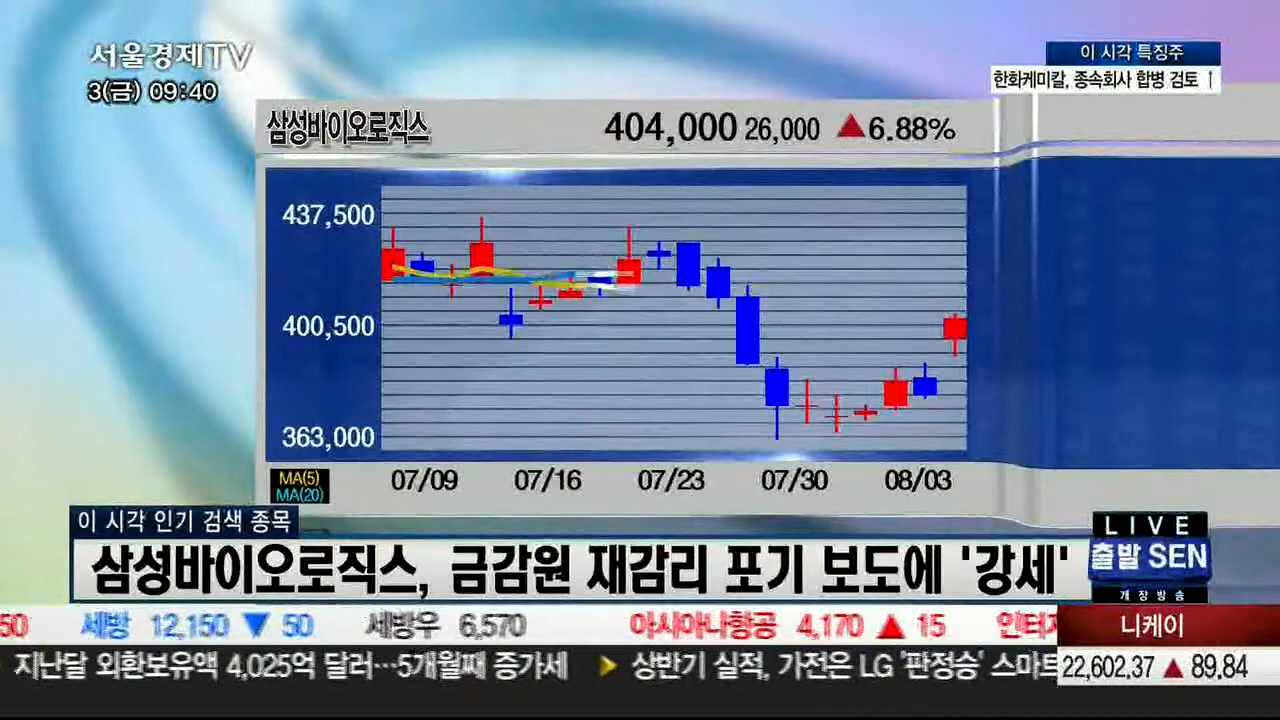 서울경제TV
3(금) 09:40
이 시각 특징주
한화케미칼, 종속회사 합병 검토 ↑
삼성바이오로직스 404,000 26,000 ▲6.88%
437,500
400,500
363,000
MA(5)
MA(20)
07/09 07/16 07/23 07/30 08/03
이 시각 인기 검색 종목
삼성바이오로직스, 금감원 재감리 포기 보도에 '강세'
LIVE
출발 SEN
개장방송
50 세방 12,150 ▼ 50 세방우 6,570 아시아나항공 4,170 ▲ 15 인터
니케이
지난달 외환보유액 4,025억 달러…5개월째 증가세 ▶ 상반기 실적, 가전은 LG '판정승' 스마트
22,602.37 ▲ 89.84